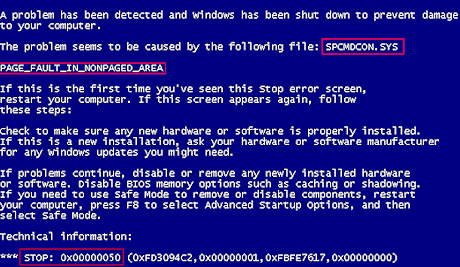 A problem has been detected and Windows has been shut down to prevent damage
to your computer.
The problem seems to be caused by the following file: SPCMDCON.SYS
PAGE_FAULT_IN_NONPAGED_AREA
If this is the first time you've seen this Stop error screen,
restart your computer. If this screen appears again, follow
these steps:
Check to make sure any new hardware or software is properly installed.
If this is a new installation, ask your hardware or software manufacturer
for any windows updates you might need.
If problems continue, disable or remove any newly installed hardware
or software. Disable BIOS memory options such as caching or shadowing.
If you need to use Safe Mode to remove or disable components, restart
your computer, press F8 to select Advanced Startup Options, and then
select Safe Mode.
Technical information:
*** STOP: 0x00000050 (0xFD3094C2,0x00000001,0xFBFE7617,0x00000000)